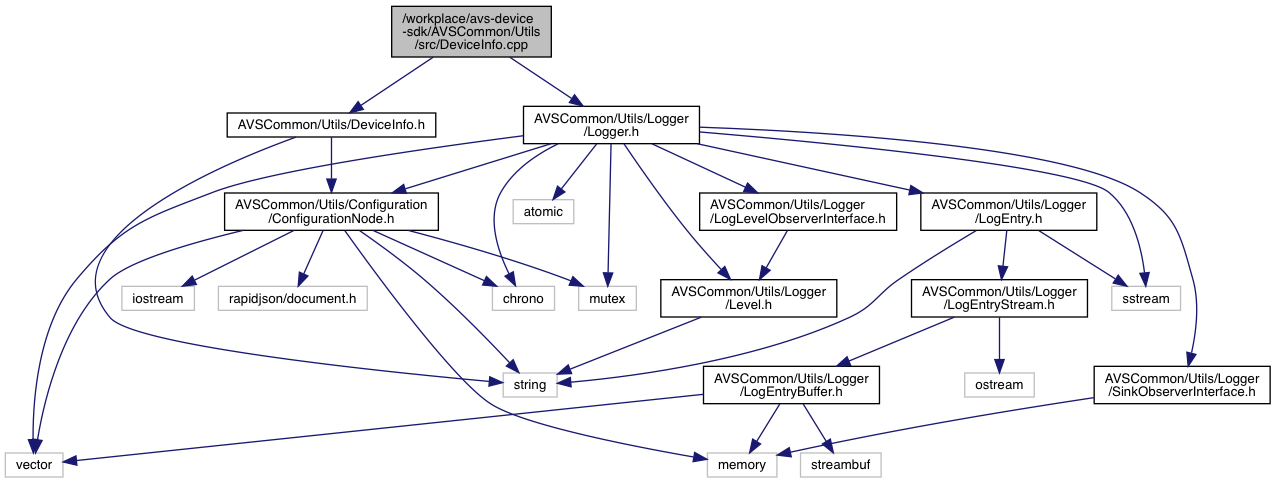 /workplace/avs-device
-sdk/AVSCommon/Utils
/src/DeviceInfo.cpp
AVSCommon/Utils/DeviceInfo.h
AVSCommon/Utils/Logger
/Logger.h
AVSCommon/Utils/Configuration
/ConfigurationNode.h
atomic
AVSCommon/Utils/Logger
/LogLevelObserverInterface.h
AVSCommon/Utils/Logger
/LogEntry.h
iostream
rapidjson/document.h
chrono
mutex
AVSCommon/Utils/Logger
/Level.h
AVSCommon/Utils/Logger
/LogEntryStream.h
sstream
string
AVSCommon/Utils/Logger
/LogEntryBuffer.h
ostream
AVSCommon/Utils/Logger
/SinkObserverInterface.h
vector
memory
streambuf